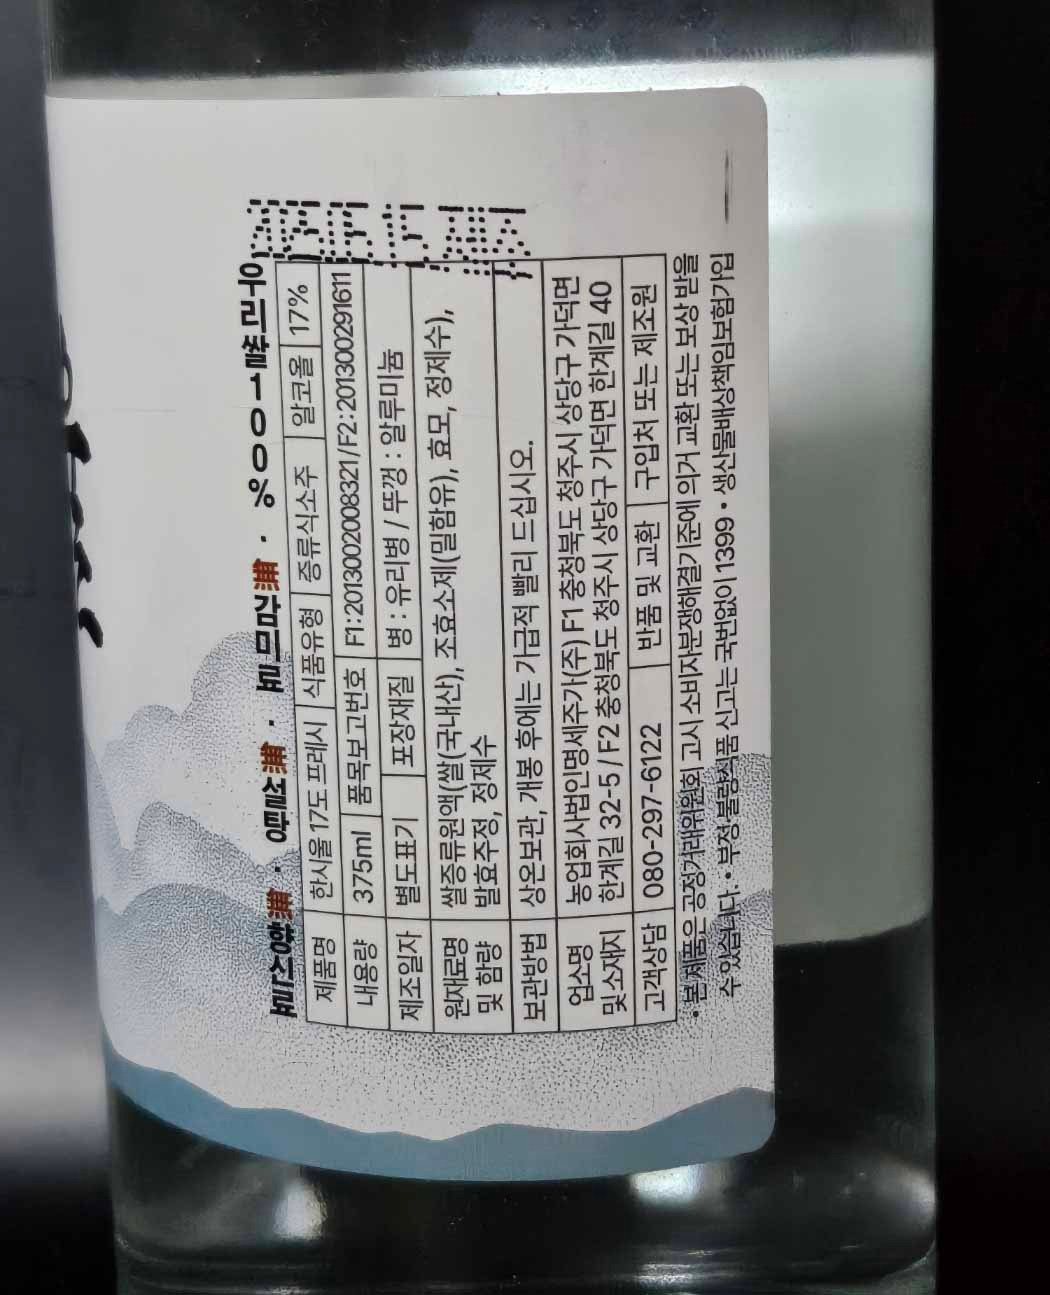 無 · 無 · 無 · 우리쌀100%
제품명 한시울 17도 프레시 식품유형 증류식소주 알코올 17%
내용량 375ml 품목보고번호 F1:2013002008321 / F2:201300291611
제조일자 별도표기 포장재질 병 : 유리병 / 뚜껑 : 알루미늄
원재료명 및 함량 쌀증류원액(쌀(국내산), 조효소제(밀함유), 효모, 정제수),
발효주정, 정제수
보관방법 상온보관, 개봉 후에는 가급적 빨리 드십시오.
업소명 및 소재지 농업회사법인명세주가(주) F1 충청북도 청주시 상당구 가덕면
한계길 32-5 / F2 충청북도 청주시 상당구 가덕면 한계길 40
고객상담 080-297-6122 반품 및 교환 구입처 또는 제조원
• 본 제품은 공정거래위원회 고시 소비자분쟁해결기준에 의거 교환 또는 보상 받을
수 있습니다. • 부정·불량식품 신고는 국번없이 1399 • 생산물배상책임보험가입